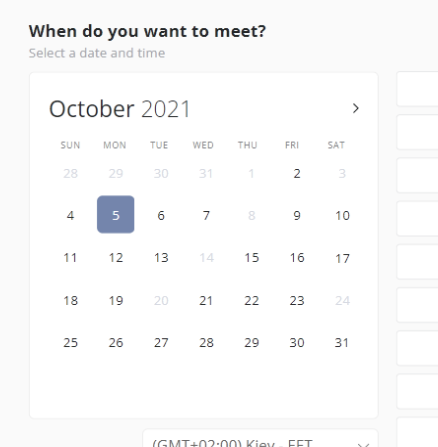 When do you want to meet?
Select a date and time
October 2021
SUN MON TUE WED THU FRI SAT
28 29 30 31 1 2 3
4 5 6 7 8 9 10
11 12 13 14 15 16 17
18 19 20 21 22 23 24
25 26 27 28 29 30 31
(GMT+02:00) Kiev - EET